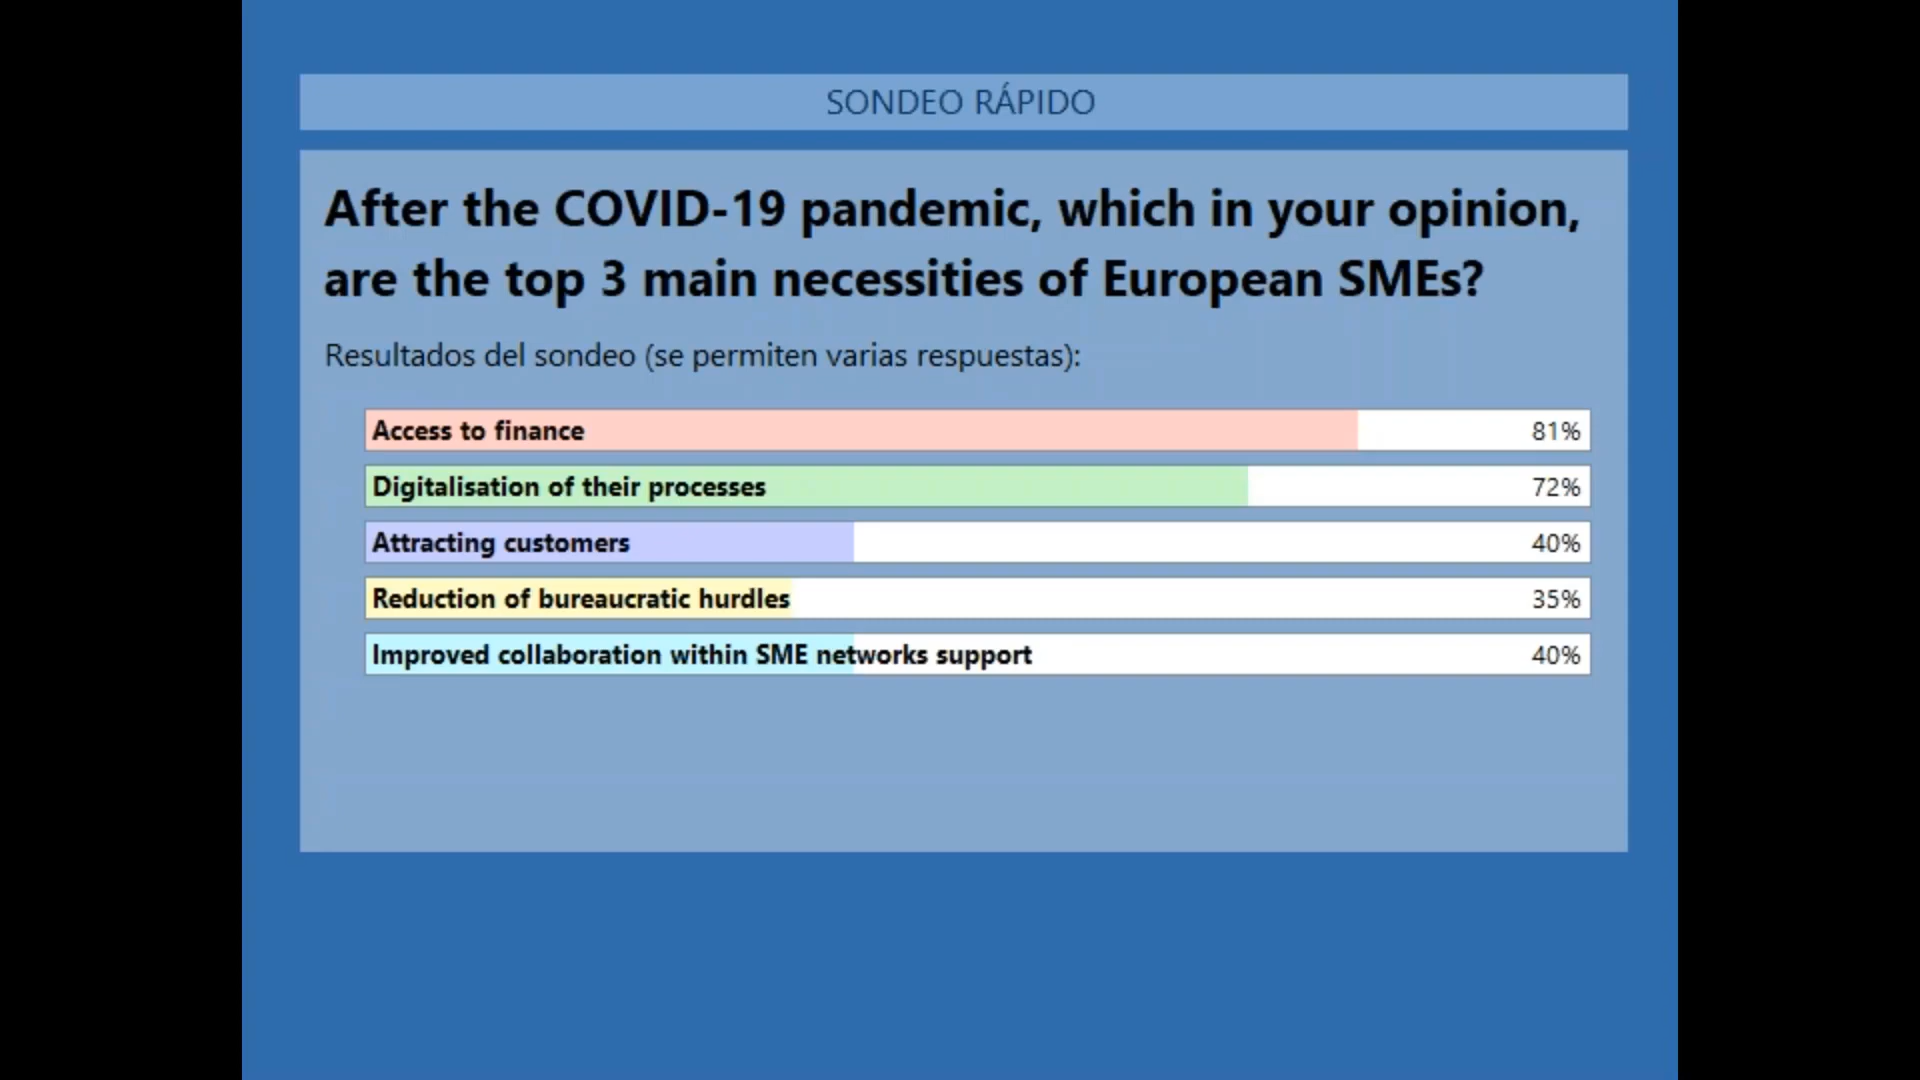 SONDEO RÁPIDO
After the COVID-19 pandemic, which in your opinion,
are the top 3 main necessities of European SMEs?
Resultados del sondeo (se permiten varias respuestas):
Access to finance 81%
Digitalisation of their processes 72%
Attracting customers 40%
Reduction of bureaucratic hurdles 35%
Improved collaboration within SME networks support 40%